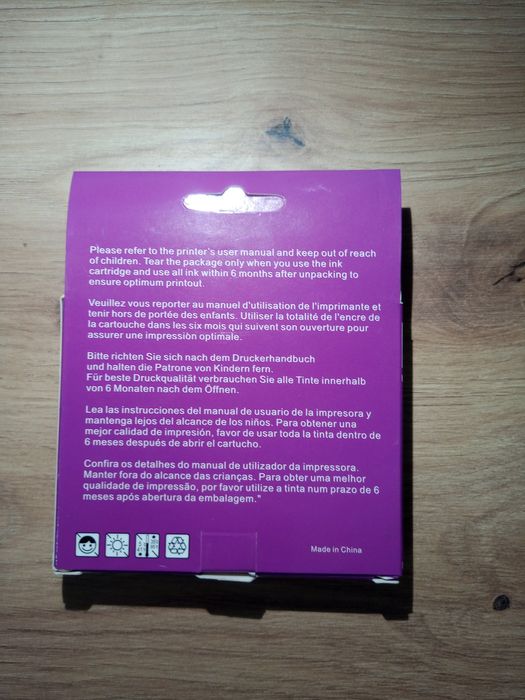 Please refer to the printer's user manual and keep out of reach
of children. Tear the package only when you use the ink
cartridge and use all ink within 6 months after unpacking to
ensure optimum printout.
Veuillez vous reporter au manuel d'utilisation de l'imprimante et
tenir hors de portée des enfants. Utiliser la totalité de l'encre de
la cartouche dans les six mois qui suivent son ouverture pour
assurer une impression optimale.
Bitte richten Sie sich nach dem Druckerhandbuch
und halten die Patrone von Kindern fern.
Für beste Druckqualität verbrauchen Sie alle Tinte innerhalb
von 6 Monaten nach dem Öffnen.
Lea las instrucciones del manual de usuario de la impresora y
mantenga lejos del alcance de los niños. Para obtener una
mejor calidad de impresión, favor de usar toda la tinta dentro de
6 meses después de abrir el cartucho.
Confira os detalhes do manual de utilizador da impressora.
Manter fora do alcance das crianças. Para obter uma melhor
qualidade de impressão, por favor utilize a tinta num prazo de 6
meses após abertura da embalagem."
Made in China